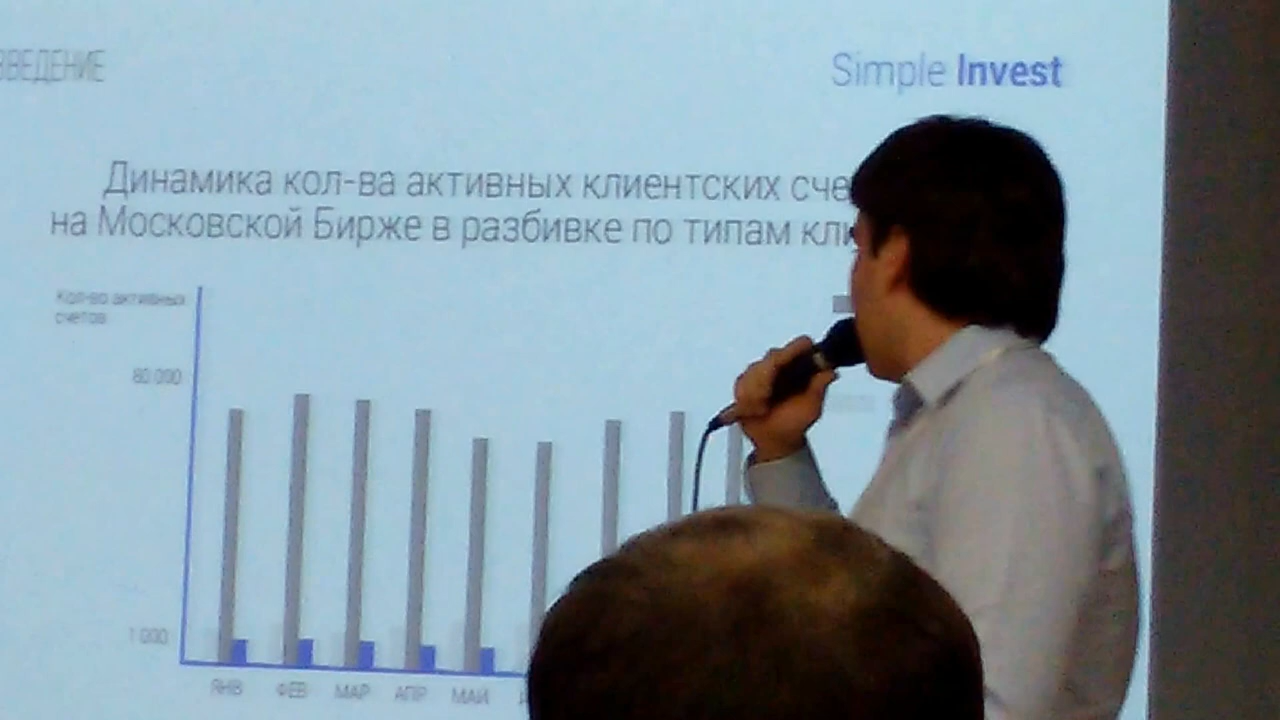 ВВЕДЕНИЕ
Simple Invest
Динамика кол-ва активных клиентских сче
на Московской Бирже в разбивке по типам кли
Кол-во активных
счетов
80 000
1 000
ЯНВ ФЕВ МАР АПР МАЙ